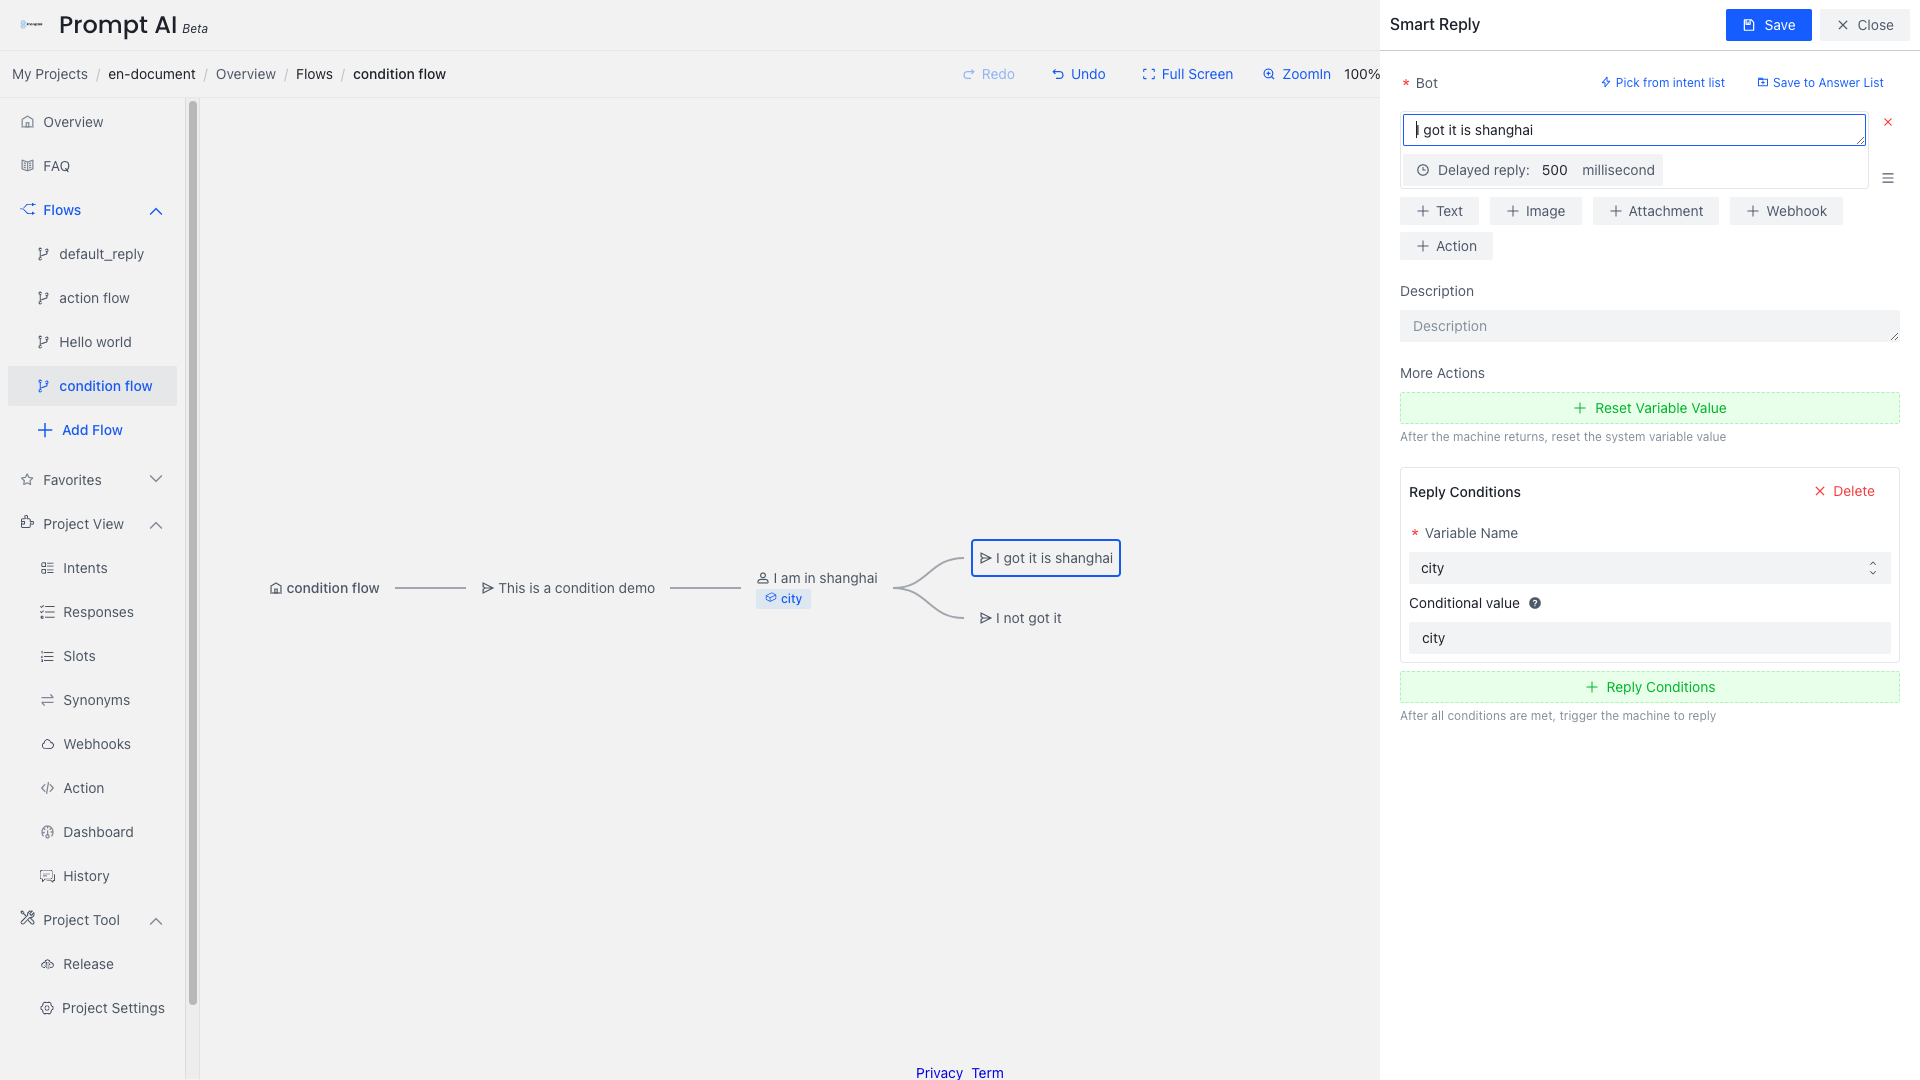 Prompt AI Beta
My Projects / en-document / Overview / Flows / condition flow
Redo Undo Full Screen ZoomIn 100%
Overview
FAQ
Flows
default_reply
action flow
Hello world
condition flow
Add Flow
Favorites
Project View
Intents
Responses
Slots
Synonyms
Webhooks
Action
Dashboard
History
Project Tool
Release
Project Settings
condition flow
This is a condition demo
I am in shanghai
city
I got it is shanghai
I not got it
Privacy Term
Smart Reply
Save
Close
* Bot
Pick from intent list
Save to Answer List
I got it is shanghai
Delayed reply: 500 millisecond
Text
Image
Attachment
Webhook
Action
Description
Description
More Actions
Reset Variable Value
After the machine returns, reset the system variable value
Reply Conditions
Delete
* Variable Name
city
Conditional value
city
Reply Conditions
After all conditions are met, trigger the machine to reply